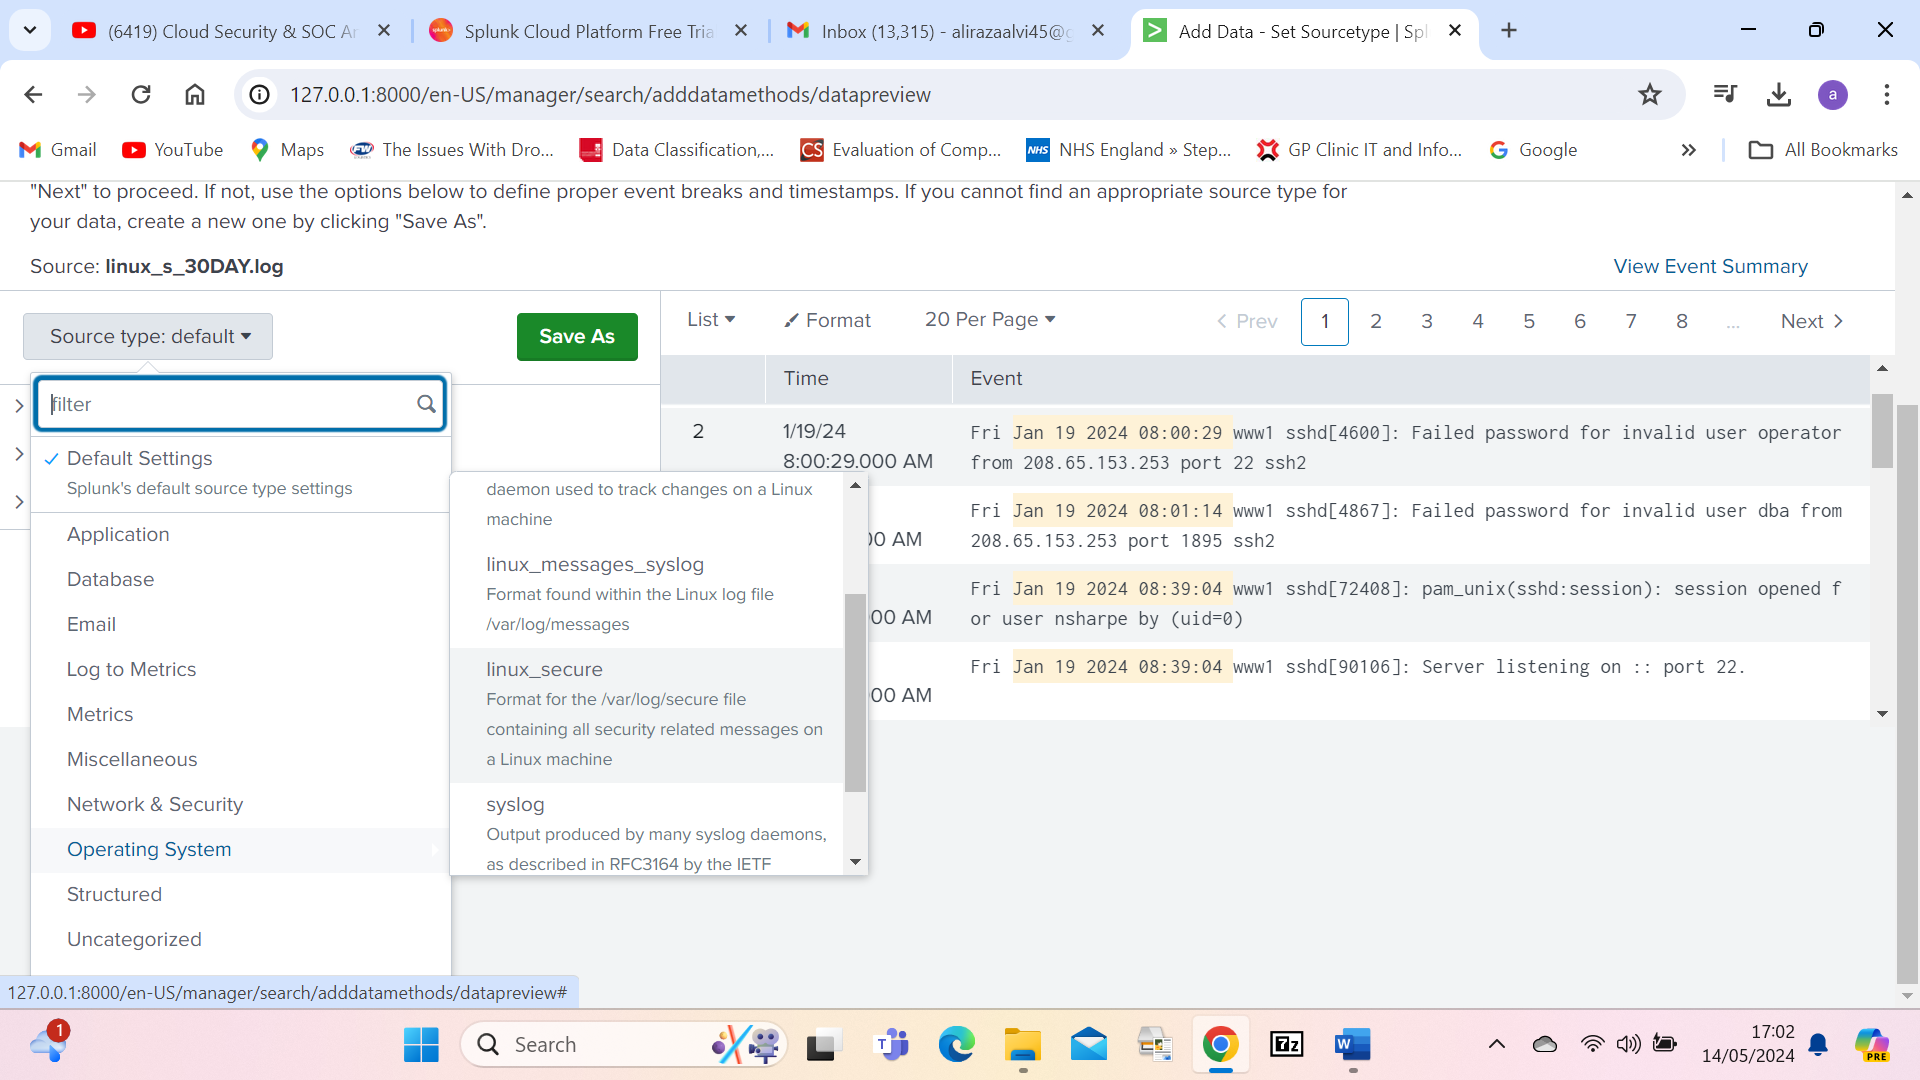 (6419) Cloud Security & SOC Ar
Splunk Cloud Platform Free Tria
Inbox (13,315) - alirazaalvi45@g
Add Data - Set Sourcetype | Spl
127.0.0.1:8000/en-US/manager/search/adddatamethods/datapreview
a
Gmail
YouTube
Maps
The Issues With Dro...
Data Classification,...
CS
Evaluation of Comp...
NHS
NHS England » Step...
GP Clinic IT and Info...
Google
All Bookmarks
"Next" to proceed. If not, use the options below to define proper event breaks and timestamps. If you cannot find an appropriate source type for
your data, create a new one by clicking "Save As".
Source: linux_s_30DAY.log
View Event Summary
Source type: default
Save As
List
Format
20 Per Page
Prev
1
2
3
4
5
6
7
8
...
Next
filter
Default Settings
Splunk's default source type settings
Application
Database
Email
Log to Metrics
Metrics
Miscellaneous
Network & Security
Operating System
Structured
Uncategorized
daemon used to track changes on a Linux
machine
linux_messages_syslog
Format found within the Linux log file
/var/log/messages
linux_secure
Format for the /var/log/secure file
containing all security related messages on
a Linux machine
syslog
Output produced by many syslog daemons,
as described in RFC3164 by the IETF
Time
Event
2
1/19/24
8:00:29.000 AM
Fri Jan 19 2024 08:00:29 www1 sshd[4600]: Failed password for invalid user operator
from 208.65.153.253 port 22 ssh2
00 AM
Fri Jan 19 2024 08:01:14 www1 sshd[4867]: Failed password for invalid user dba from
208.65.153.253 port 1895 ssh2
00 AM
Fri Jan 19 2024 08:39:04 www1 sshd[72408]: pam_unix(sshd:session): session opened f
or user nsharpe by (uid=0)
00 AM
Fri Jan 19 2024 08:39:04 www1 sshd[90106]: Server listening on :: port 22.
127.0.0.1:8000/en-US/manager/search/adddatamethods/datapreview#
1
Search
T
7z
W
17:02
14/05/2024
PRE